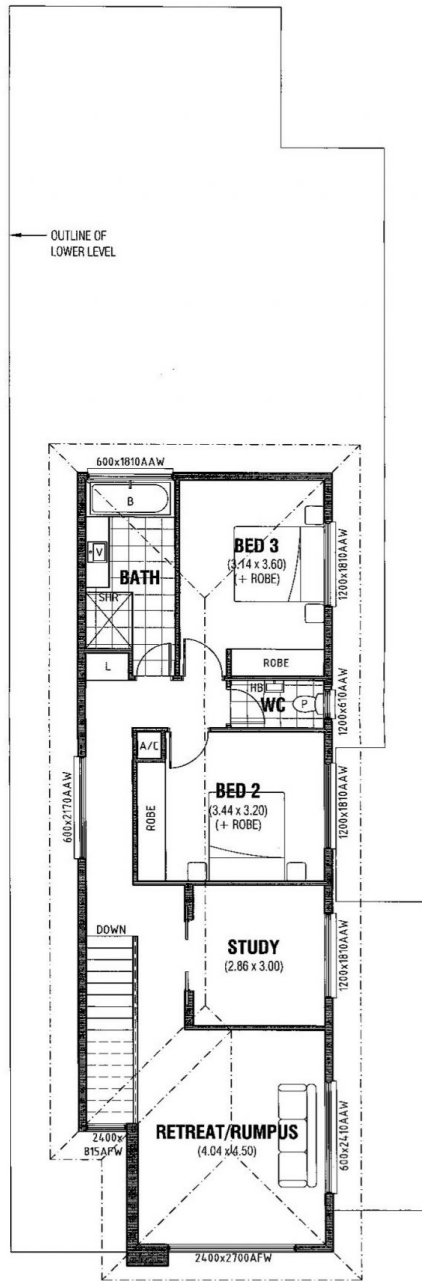 OUTLINE OF
LOWER LEVEL
600x1810AAW
B
V
BATH
SHR
L
BED 3
(3.14 x 3.60)
(+ ROBE)
1200x1810AAW
ROBE
HB
WC
P
1200x610AAW
A/C
BED 2
(3.44 x 3.20)
(+ ROBE)
ROBE
600x2170AAW
1200x1810AAW
DOWN
STUDY
(2.86 x 3.00)
1200x1810AAW
RETREAT/RUMPUS
(4.04 x 4.50)
600x2410AAW
2400x
815AFW
2400x2700AFW